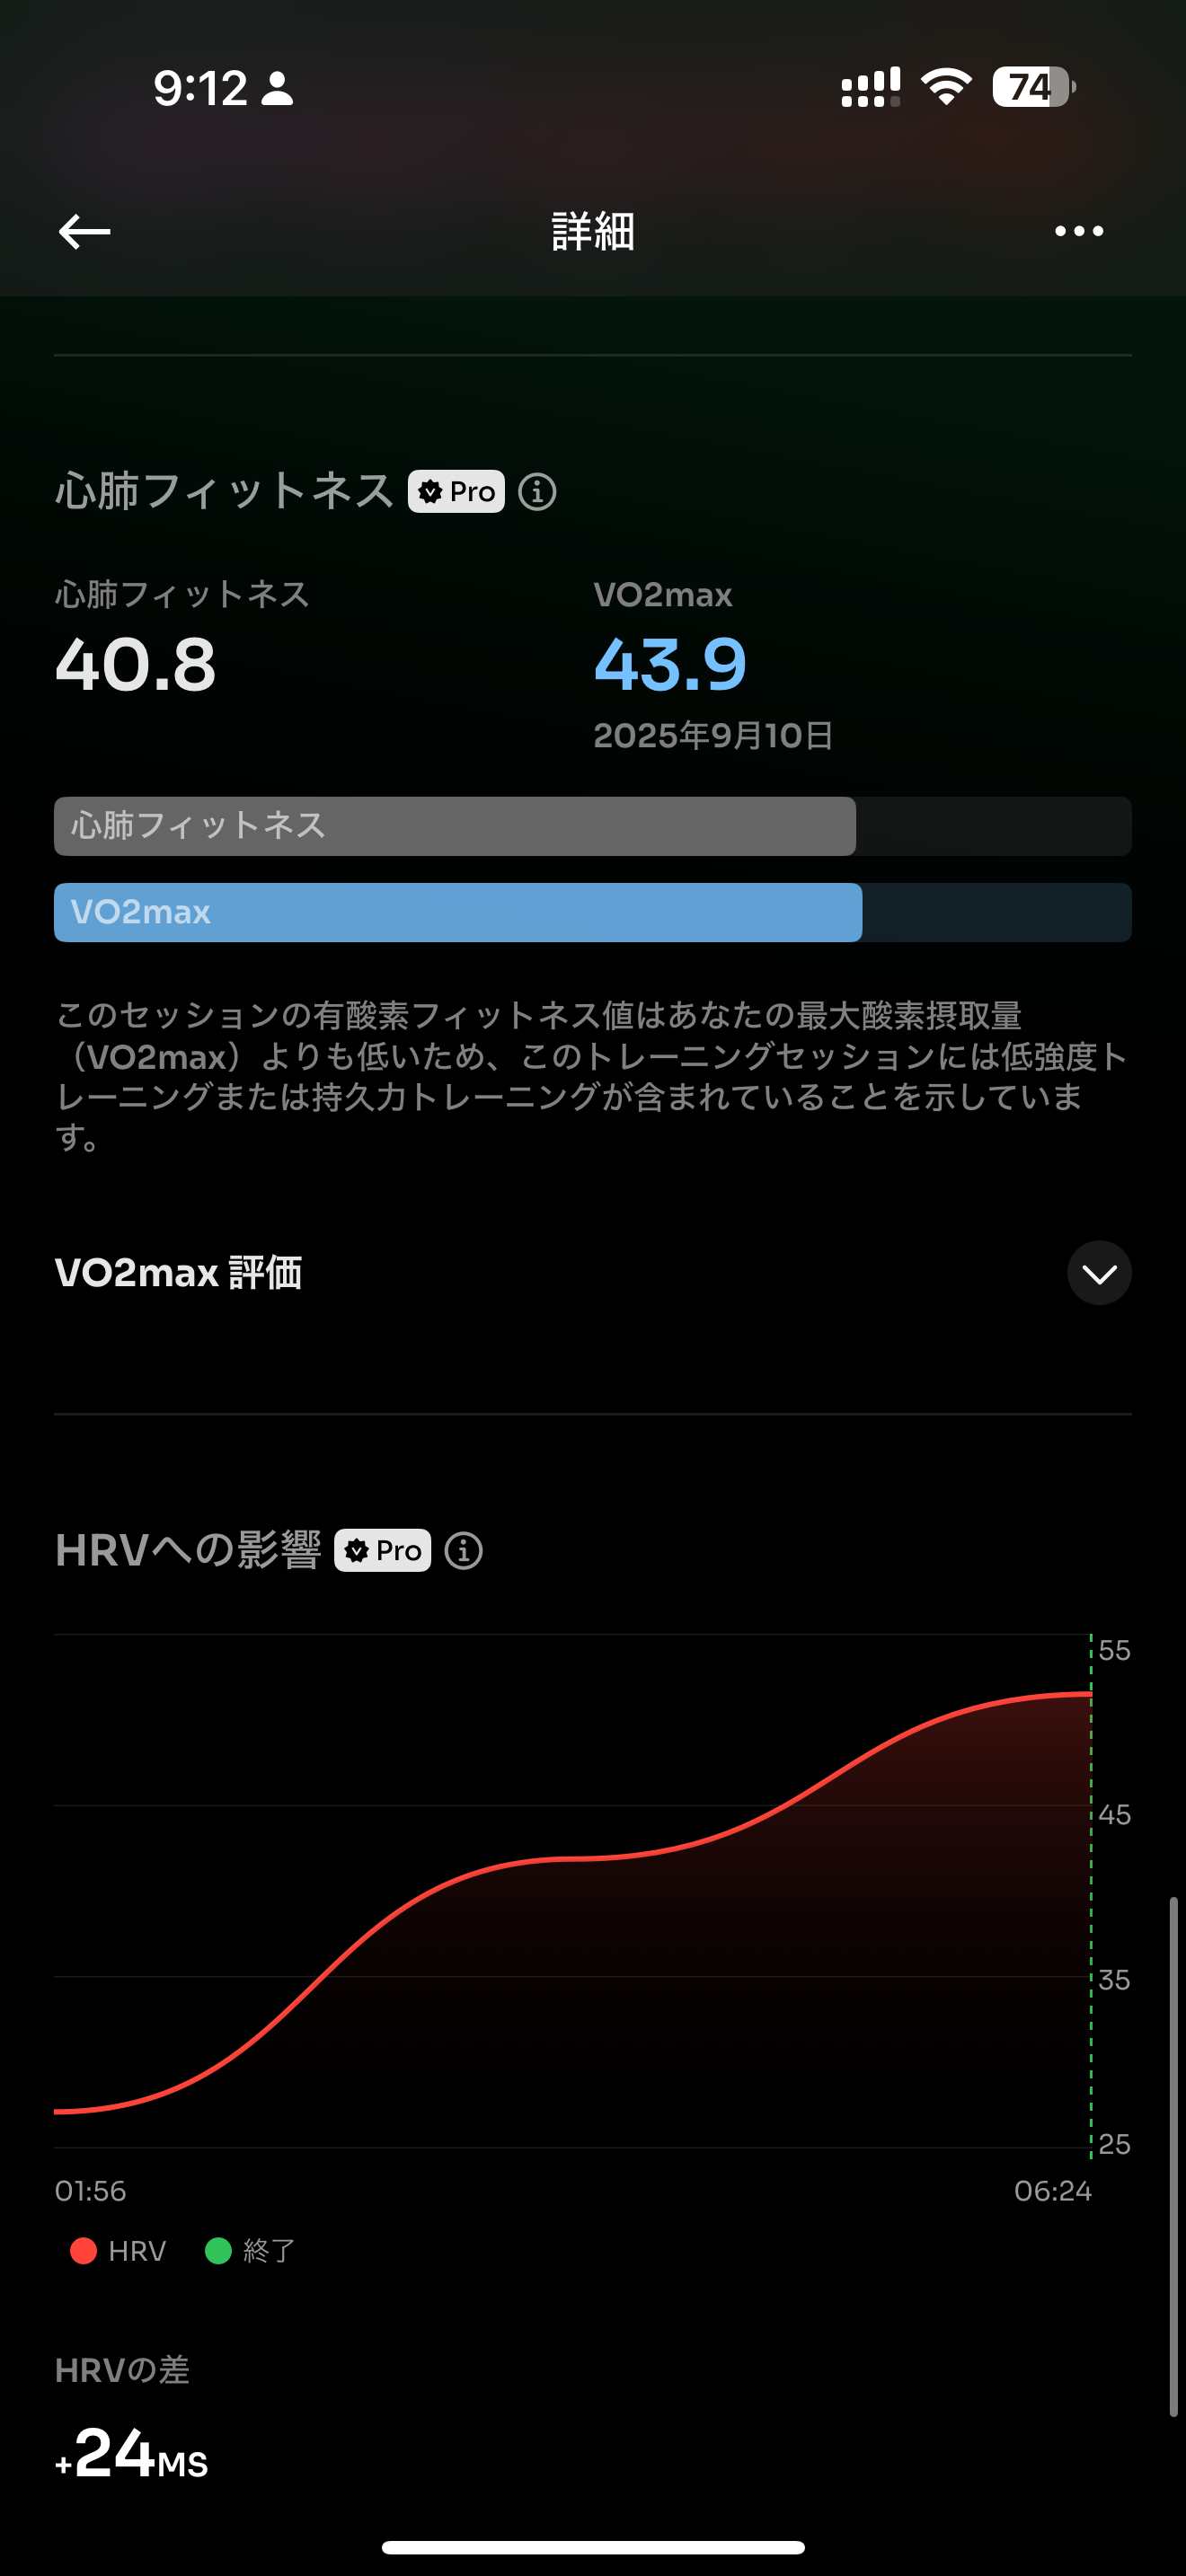 9:12
74
詳細
心肺フィットネス Pro
心肺フィットネス VO2max
40.8 43.9
2025年9月10日
心肺フィットネス
VO2max
このセッションの有酸素フィットネス値はあなたの最大酸素摂取量
（VO2max）よりも低いため、このトレーニングセッションには低強度ト
レーニングまたは持久力トレーニングが含まれていることを示していま
す。
VO2max 評価
HRVへの影響 Pro
55
45
35
25
01:56 06:24
HRV 終了
HRVの差
+24MS